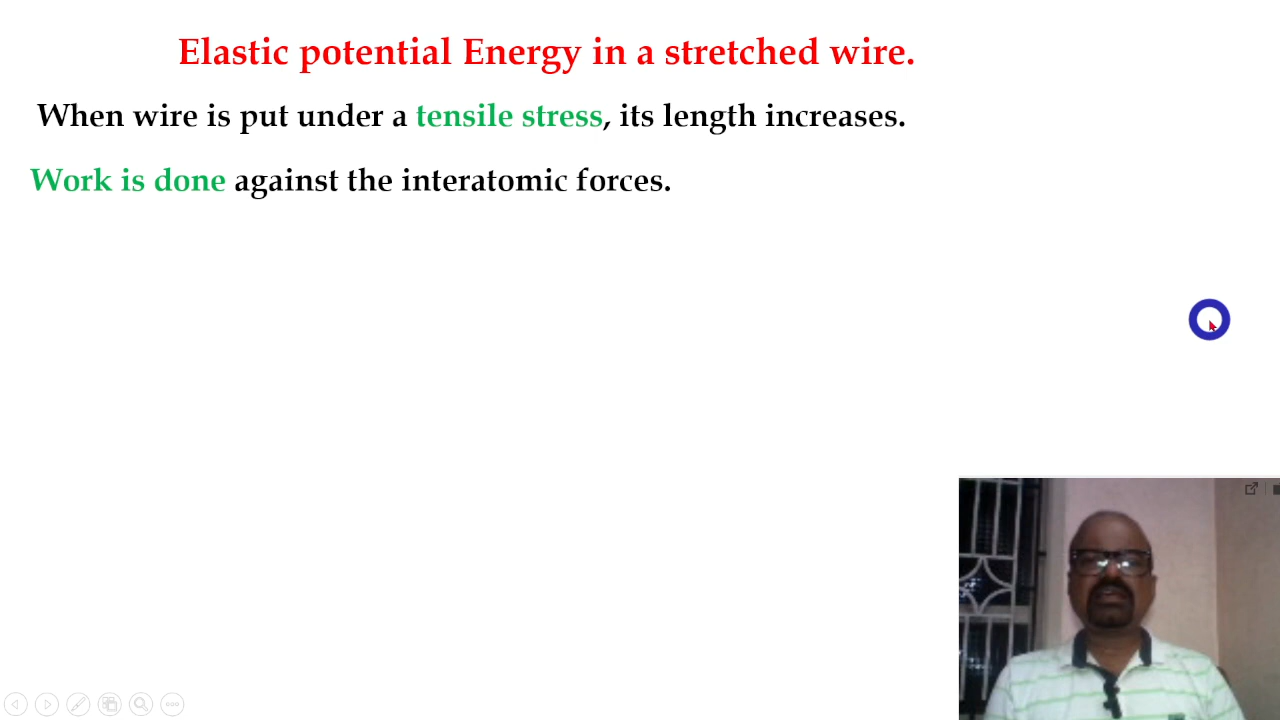 Elastic potential Energy in a stretched wire.
When wire is put under a tensile stress, its length increases.
Work is done against the interatomic forces.